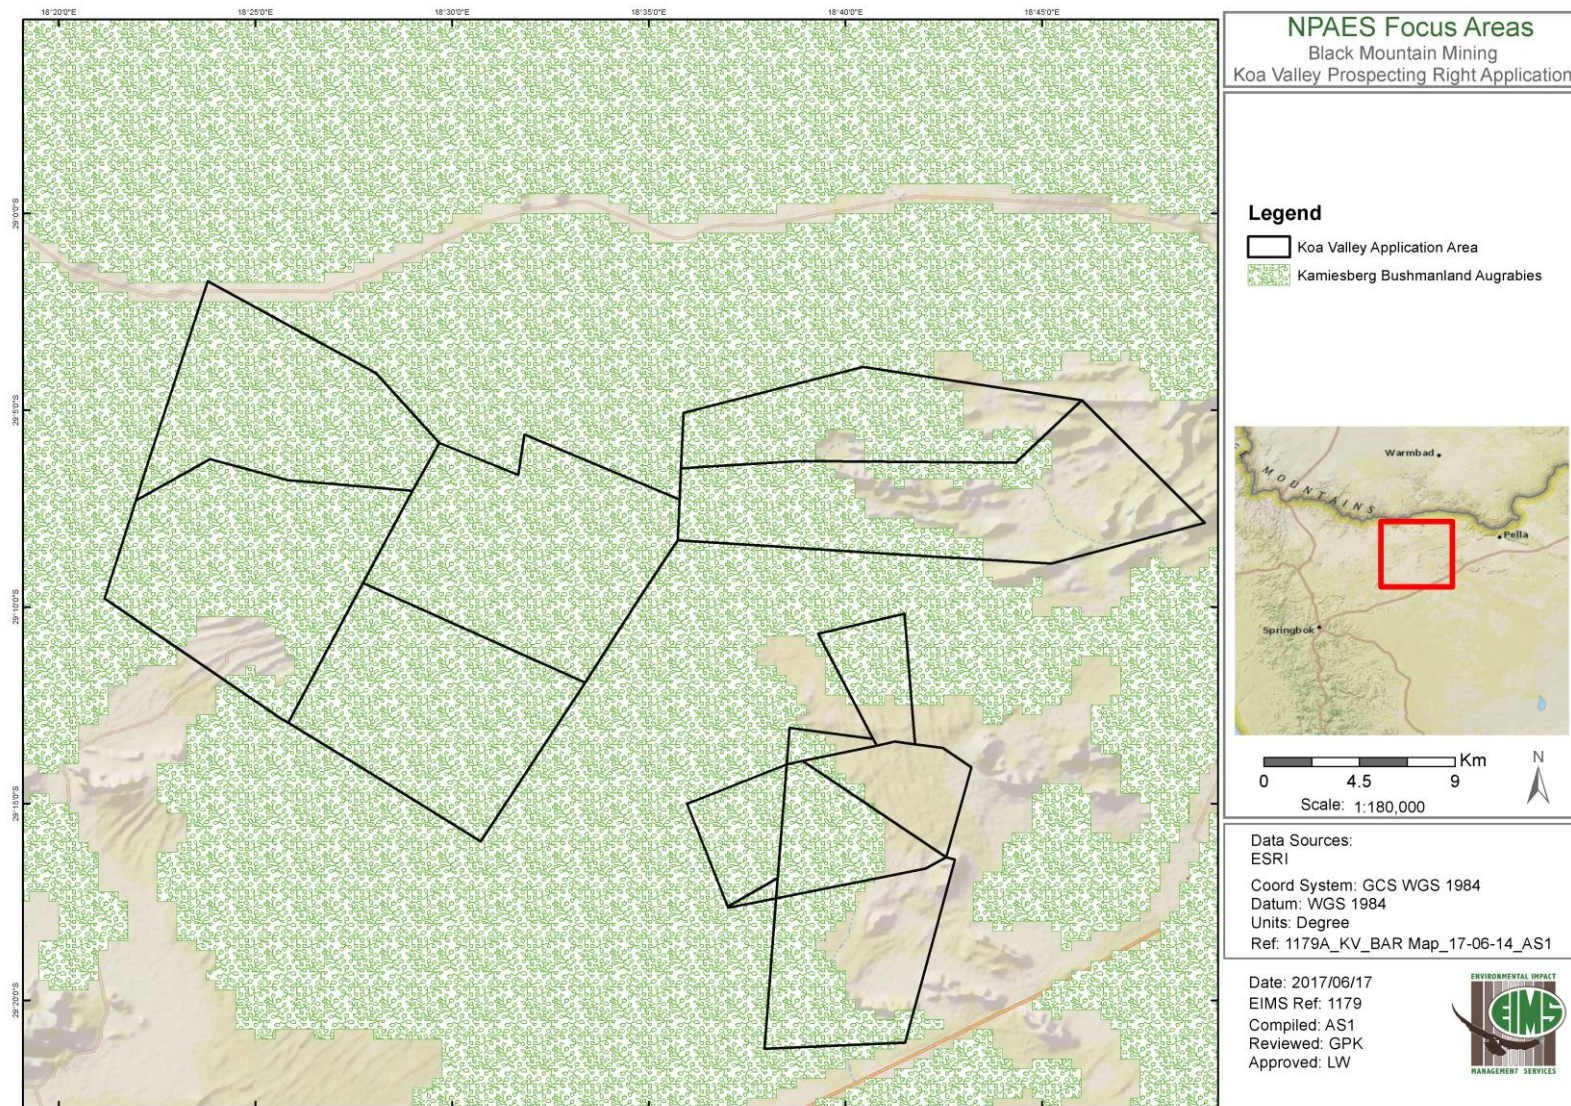 18°20'0"E
18°25'0"E
18°30'0"E
18°35'0"E
18°40'0"E
18°45'0"E
29°0'0"S
29°5'0"S
29°10'0"S
29°15'0"S
29°20'0"S
NPAES Focus Areas
Black Mountain Mining
Koa Valley Prospecting Right Application
Legend
Koa Valley Application Area
Kamiesberg Bushmanland Augrabies
Warmbad
MOUNTAINS
Pella
Springbok
Km
0 4.5 9
N
Scale: 1:180,000
Data Sources:
ESRI
Coord System: GCS WGS 1984
Datum: WGS 1984
Units: Degree
Ref: 1179A_KV_BAR Map_17-06-14_AS1
Date: 2017/06/17
EIMS Ref: 1179
Compiled: AS1
Reviewed: GPK
Approved: LW
ENVIRONMENTAL IMPACT
EIMS
MANAGEMENT SERVICES